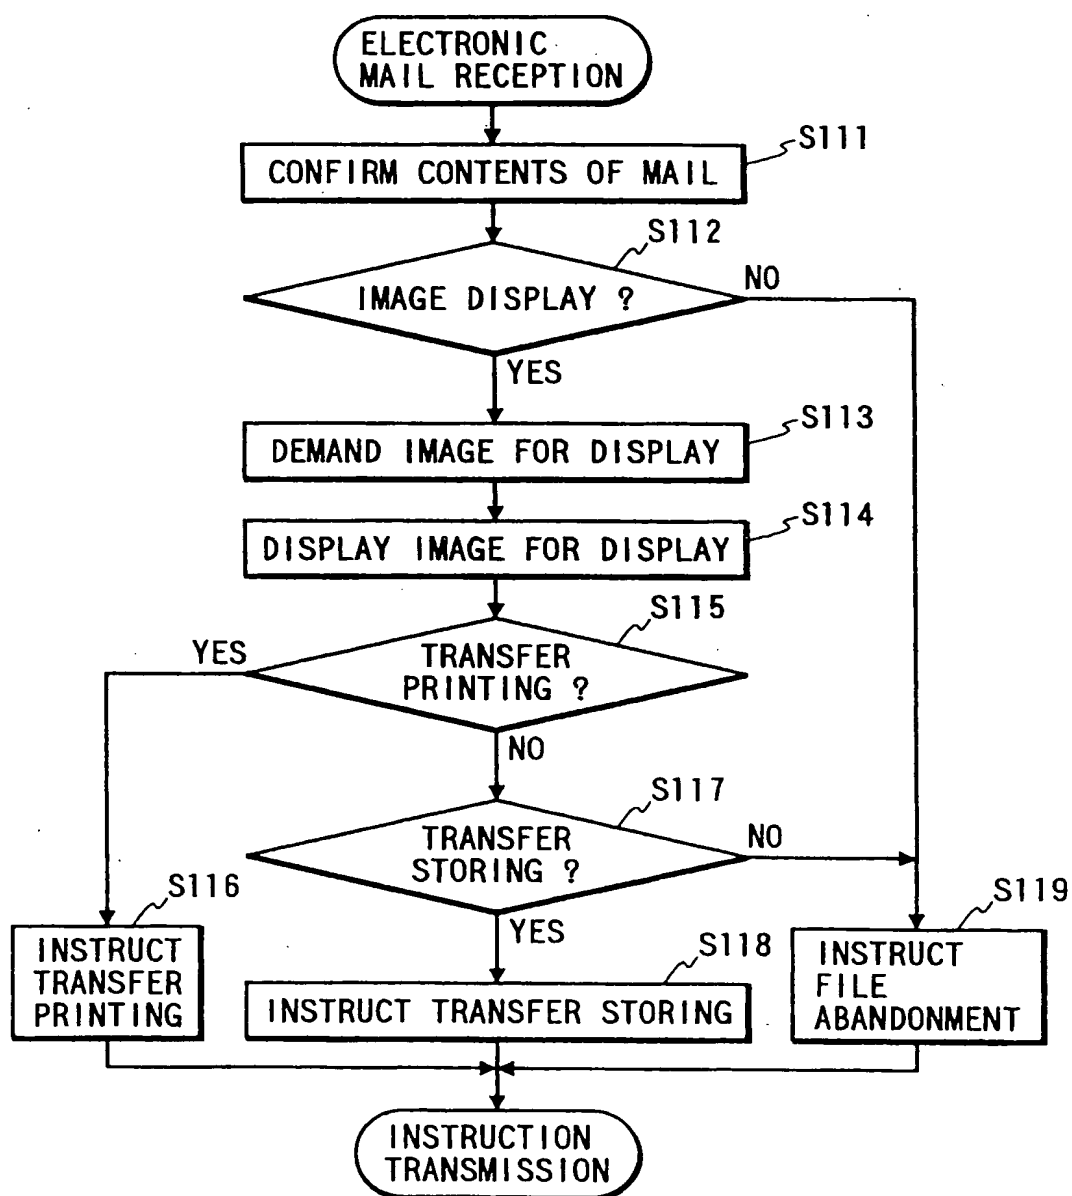 ELECTRONIC
MAIL RECEPTION
S111
CONFIRM CONTENTS OF MAIL
S112
IMAGE DISPLAY ?
NO
YES
S113
DEMAND IMAGE FOR DISPLAY
S114
DISPLAY IMAGE FOR DISPLAY
S115
YES
TRANSFER
PRINTING ?
NO
S117
TRANSFER
STORING ?
NO
YES
S116
INSTRUCT
TRANSFER
PRINTING
S118
INSTRUCT TRANSFER STORING
S119
INSTRUCT
FILE
ABANDONMENT
INSTRUCTION
TRANSMISSION